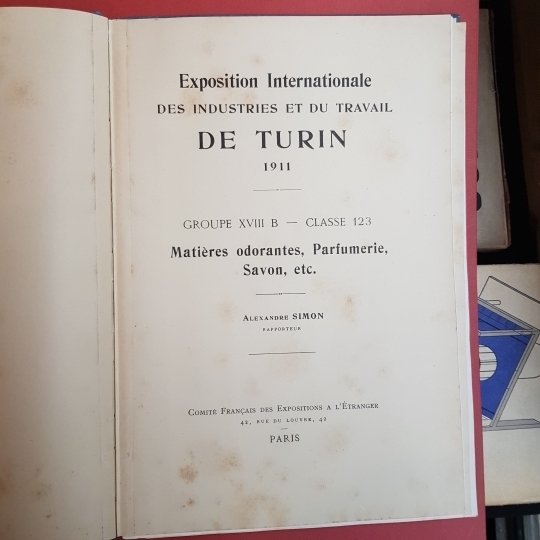 Exposition Internationale
DES INDUSTRIES ET DU TRAVAIL
DE TURIN
1911
GROUPE XVIII B — CLASSE 123
Matières odorantes, Parfumerie,
Savon, etc.
ALEXANDRE SIMON
RAPPORTEUR
COMITÉ FRANÇAIS DES EXPOSITIONS A L'ÉTRANGER
42, RUE DU LOUVRE, 42
PARIS